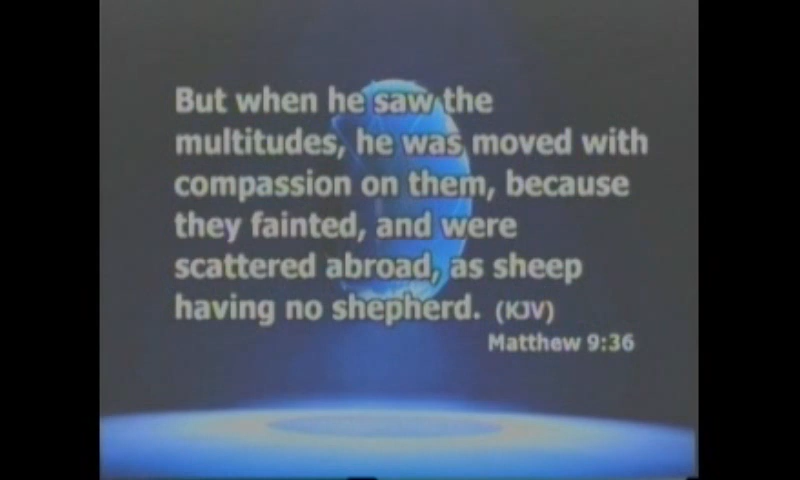 But when he saw the
multitudes, he was moved with
compassion on them, because
they fainted, and were
scattered abroad, as sheep
having no shepherd. (KJV)
Matthew 9:36